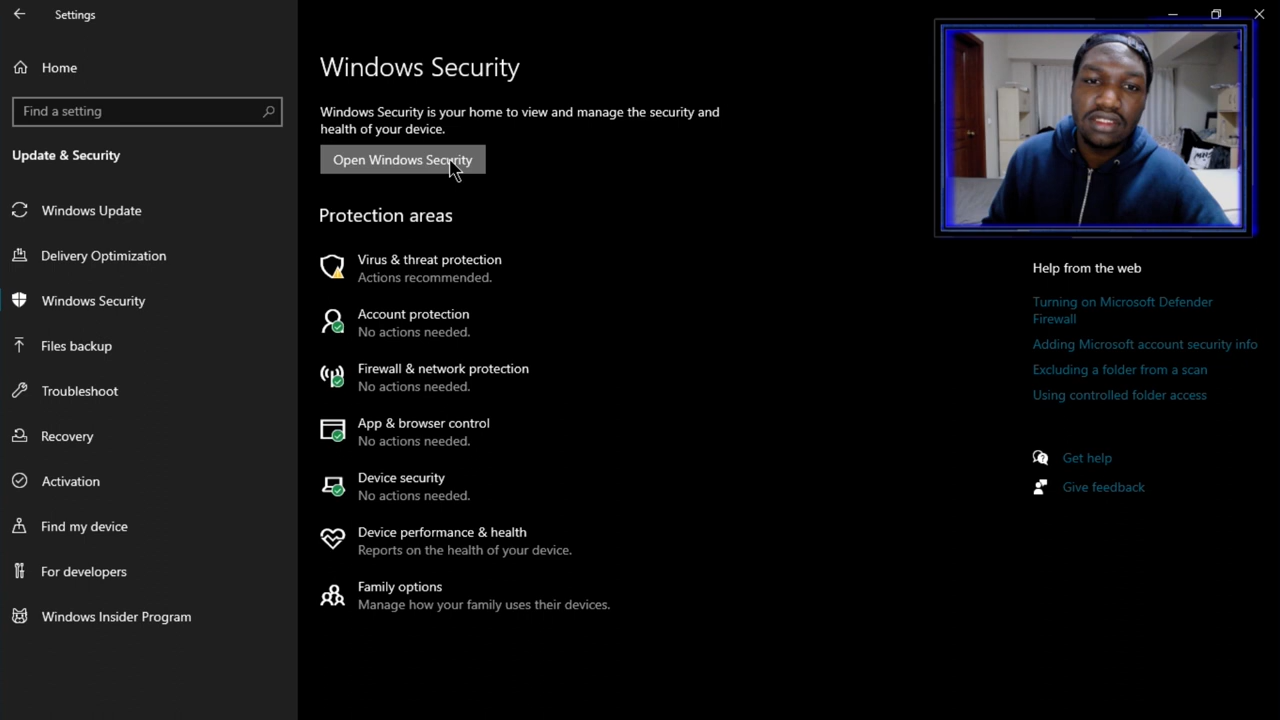 Settings
Home
Find a setting
Update & Security
Windows Update
Delivery Optimization
Windows Security
Files backup
Troubleshoot
Recovery
Activation
Find my device
For developers
Windows Insider Program
Windows Security
Windows Security is your home to view and manage the security and
health of your device.
Open Windows Security
Protection areas
Virus & threat protection
Actions recommended.
Account protection
No actions needed.
Firewall & network protection
No actions needed.
App & browser control
No actions needed.
Device security
No actions needed.
Device performance & health
Reports on the health of your device.
Family options
Manage how your family uses their devices.
Help from the web
Turning on Microsoft Defender
Firewall
Adding Microsoft account security info
Excluding a folder from a scan
Using controlled folder access
Get help
Give feedback